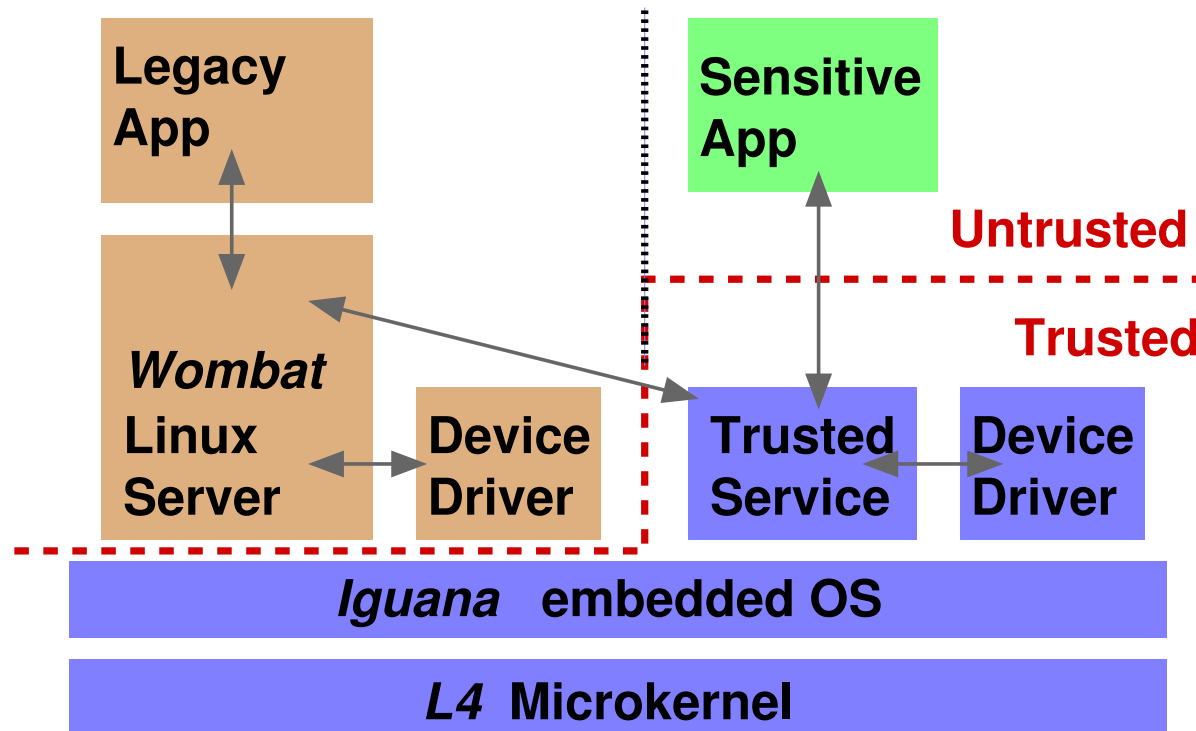 Legacy
App
Sensitive
App
Untrusted
Trusted
Wombat
Linux
Server
Device
Driver
Trusted
Service
Device
Driver
Iguana embedded OS
L4 Microkernel